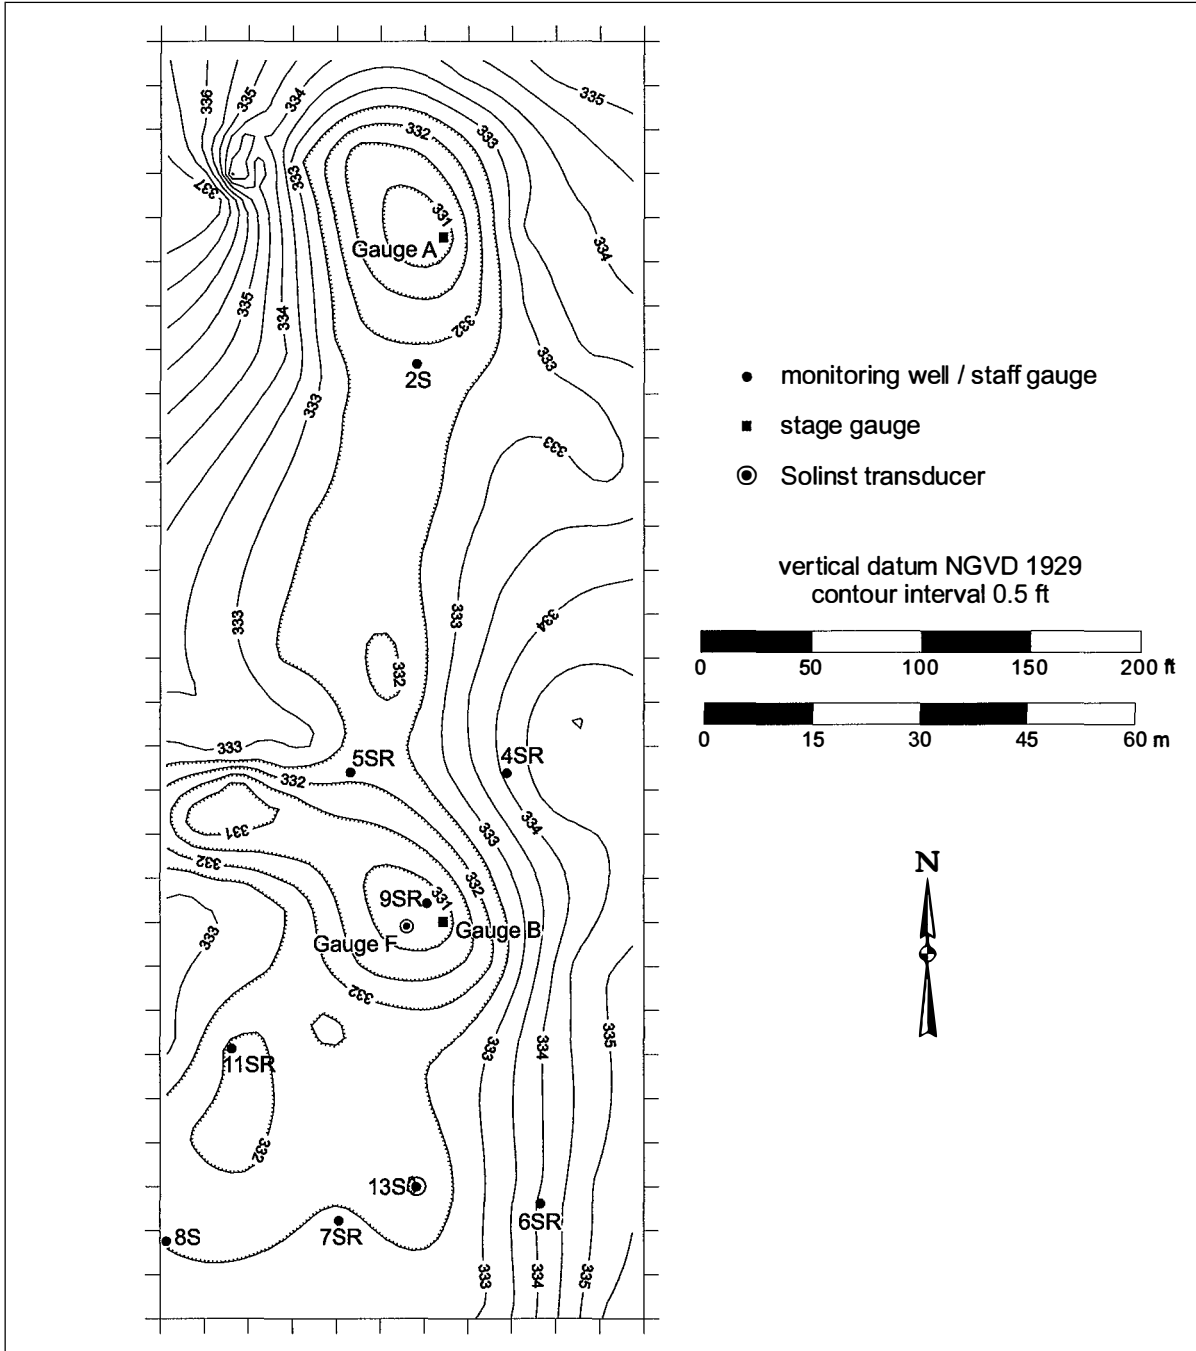 336
335
334
335
332
333
333
337
331
Gauge A
334
335
334
332
333
2S
333
333
monitoring well / staff gauge
stage gauge
Solinst transducer
vertical datum NGVD 1929
contour interval 0.5 ft
0 50 100 150 200 ft
0 15 30 45 60 m
333
333
334
332
333
5SR
4SR
332
331
333
334
332
332
9SR
331
N
333
Gauge F
Gauge B
332
335
11SR
333
334
332
13S
6SR
8S
7SR
333
334
335